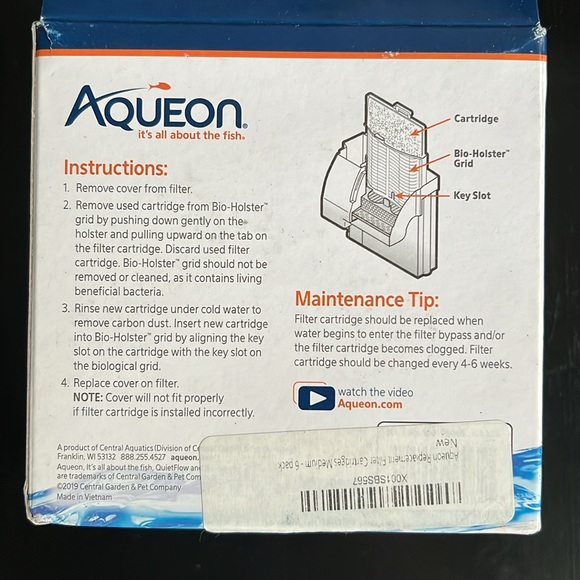 AQUEON®
it's all about the fish®
Instructions:
1. Remove cover from filter.
2. Remove used cartridge from Bio-Holster™
grid by pushing down gently on the
holster and pulling upward on the tab on
the filter cartridge. Discard used filter
cartridge. Bio-Holster™ grid should not be
removed or cleaned, as it contains living
beneficial bacteria.
3. Rinse new cartridge under cold water to
remove carbon dust. Insert new cartridge
into Bio-Holster™ grid by aligning the key
slot on the cartridge with the key slot on
the biological grid.
4. Replace cover on filter.
NOTE: Cover will not fit properly
if filter cartridge is installed incorrectly.
Cartridge
Bio-Holster™
Grid
Key Slot
Maintenance Tip:
Filter cartridge should be replaced when
water begins to enter the filter bypass and/or
the filter cartridge becomes clogged. Filter
cartridge should be changed every 4-6 weeks.
watch the video
Aqueon.com
A product of Central Aquatics (Division of Ce
Franklin, WI 53132 888.255.4527 aqueon.
Aqueon, It's all about the fish, QuietFlow an
are trademarks of Central Garden & Pet Com
©2019 Central Garden & Pet Company
Made in Vietnam
X001SBS567
Aqueon Replacement Filter Cartridges Medium - 6 pack
New